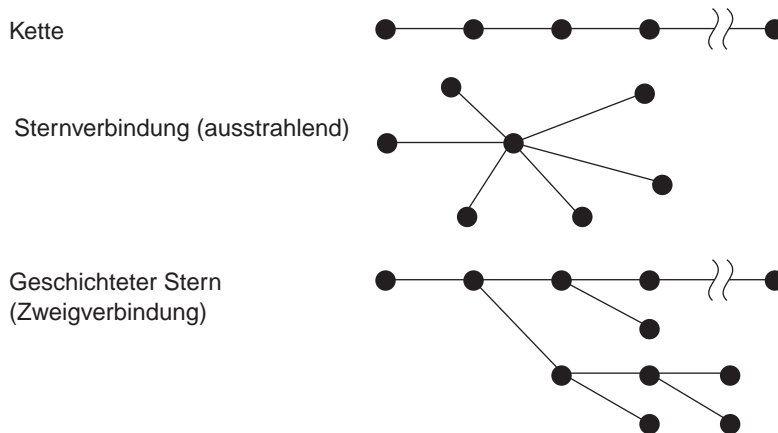 Kette
Sternverbindung (ausstrahlend)
Geschichteter Stern
(Zweigverbindung)